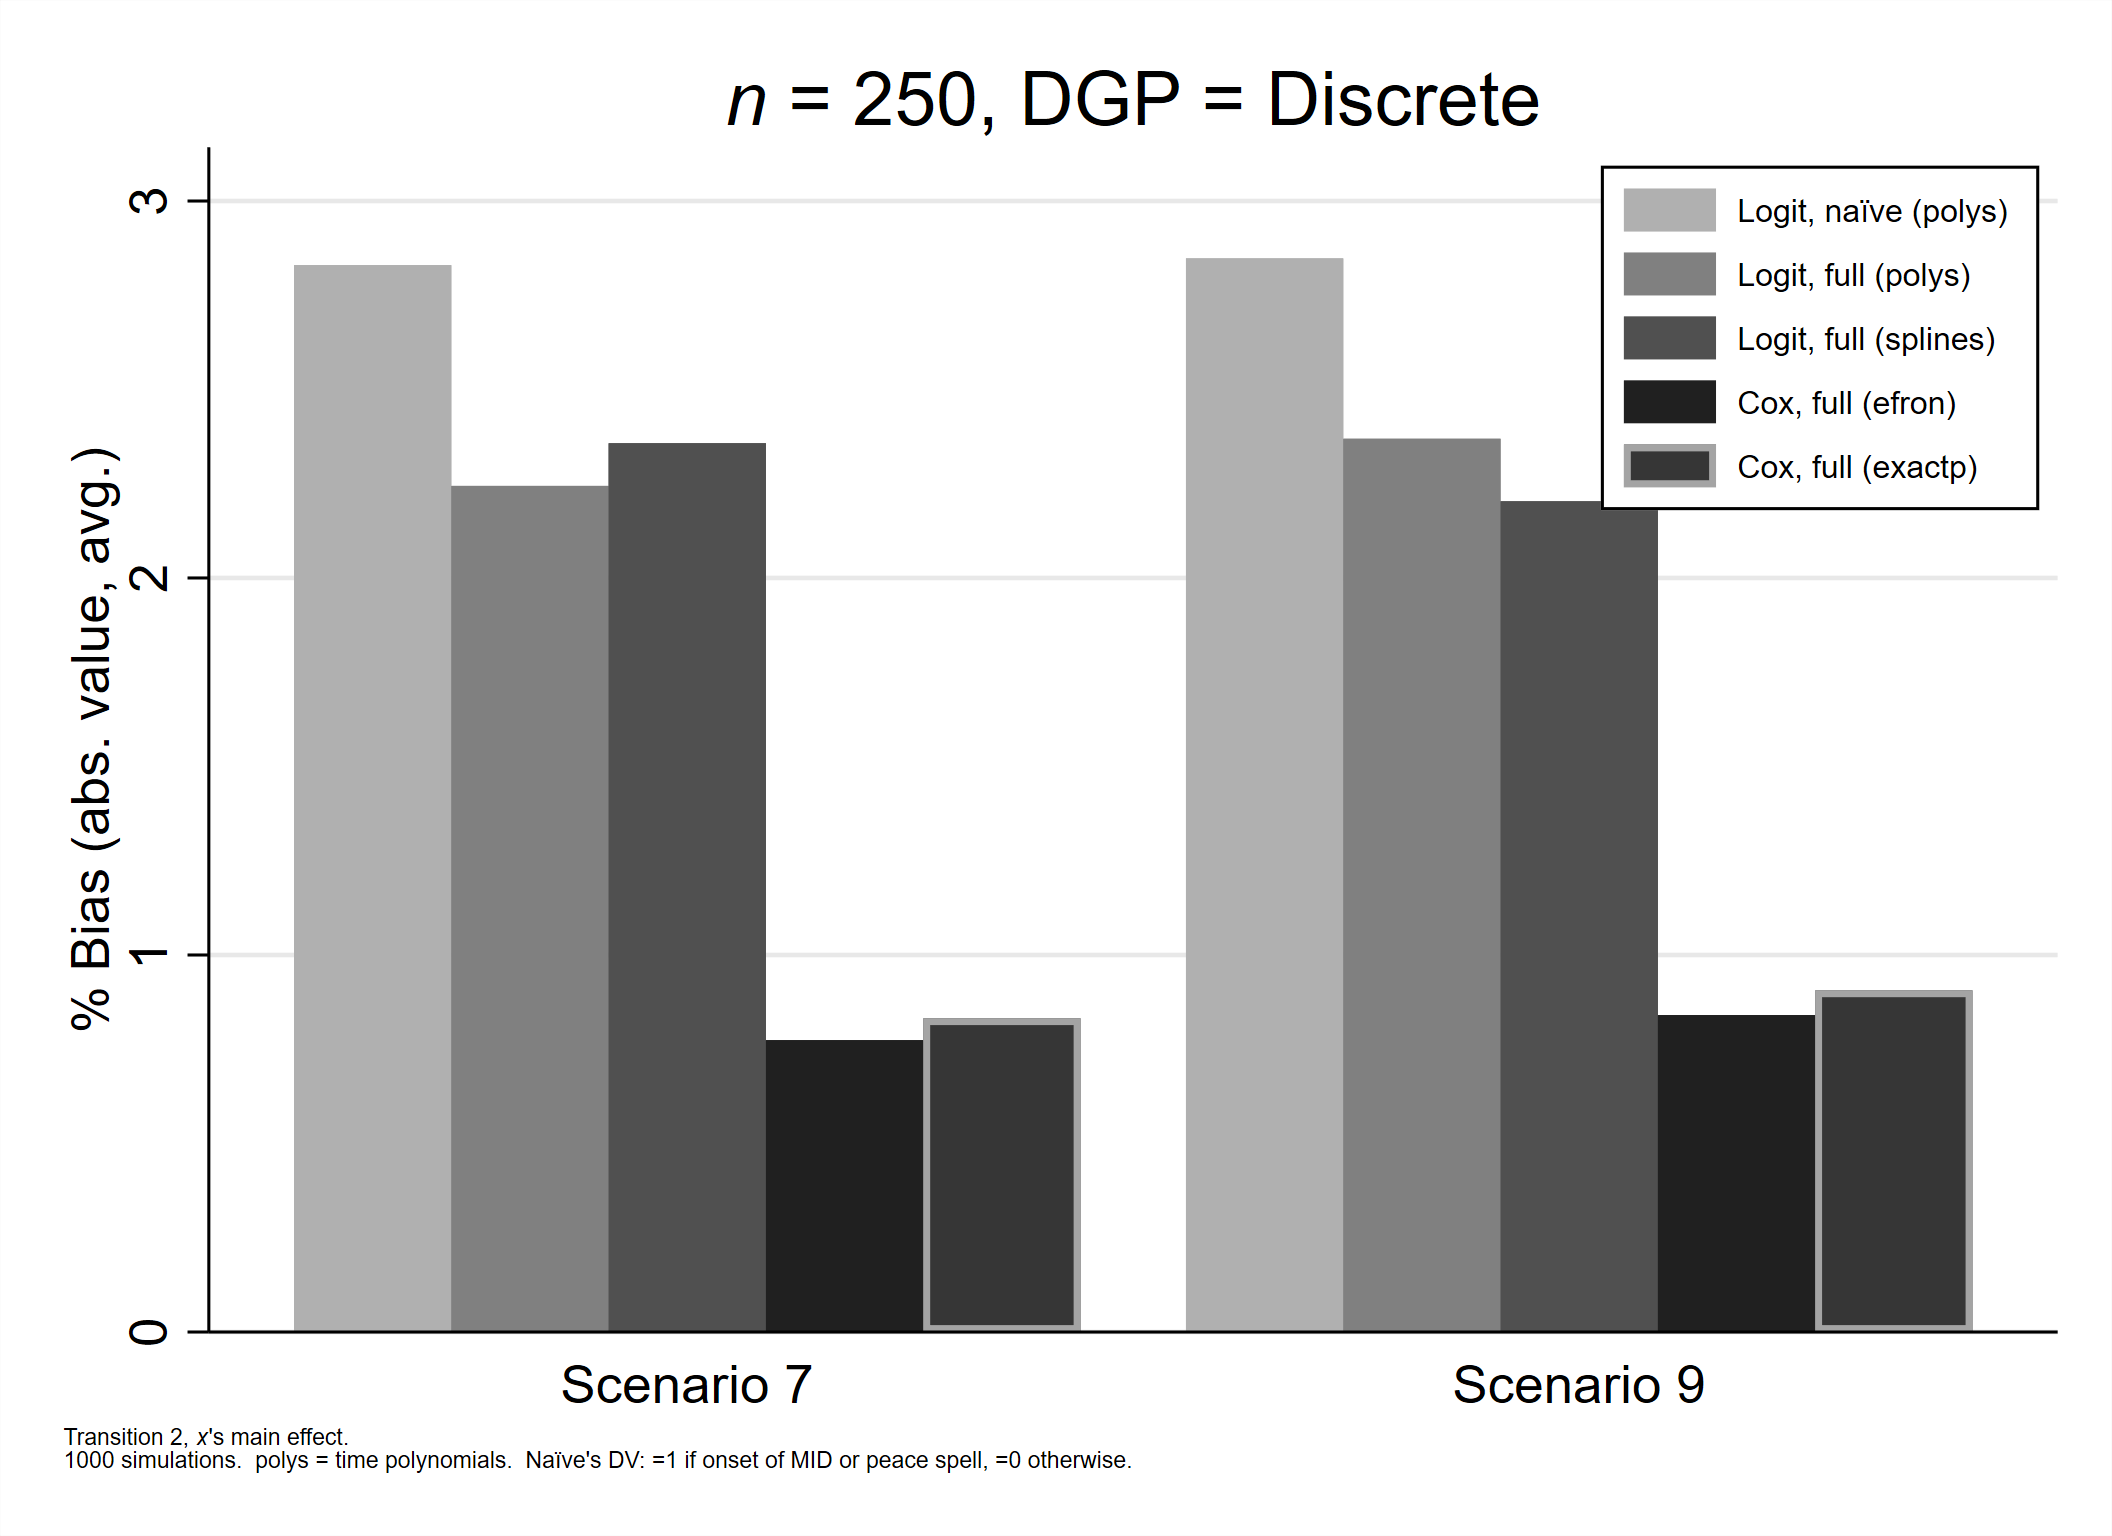 n = 250, DGP = Discrete
Logit, naïve (polys)
Logit, full (polys)
Logit, full (splines)
Cox, full (efron)
Cox, full (exactp)
% Bias (abs. value, avg.)
3
2
1
0
Scenario 7
Scenario 9
Transition 2, x's main effect.
1000 simulations.  polys = time polynomials.  Naïve's DV: =1 if onset of MID or peace spell, =0 otherwise.